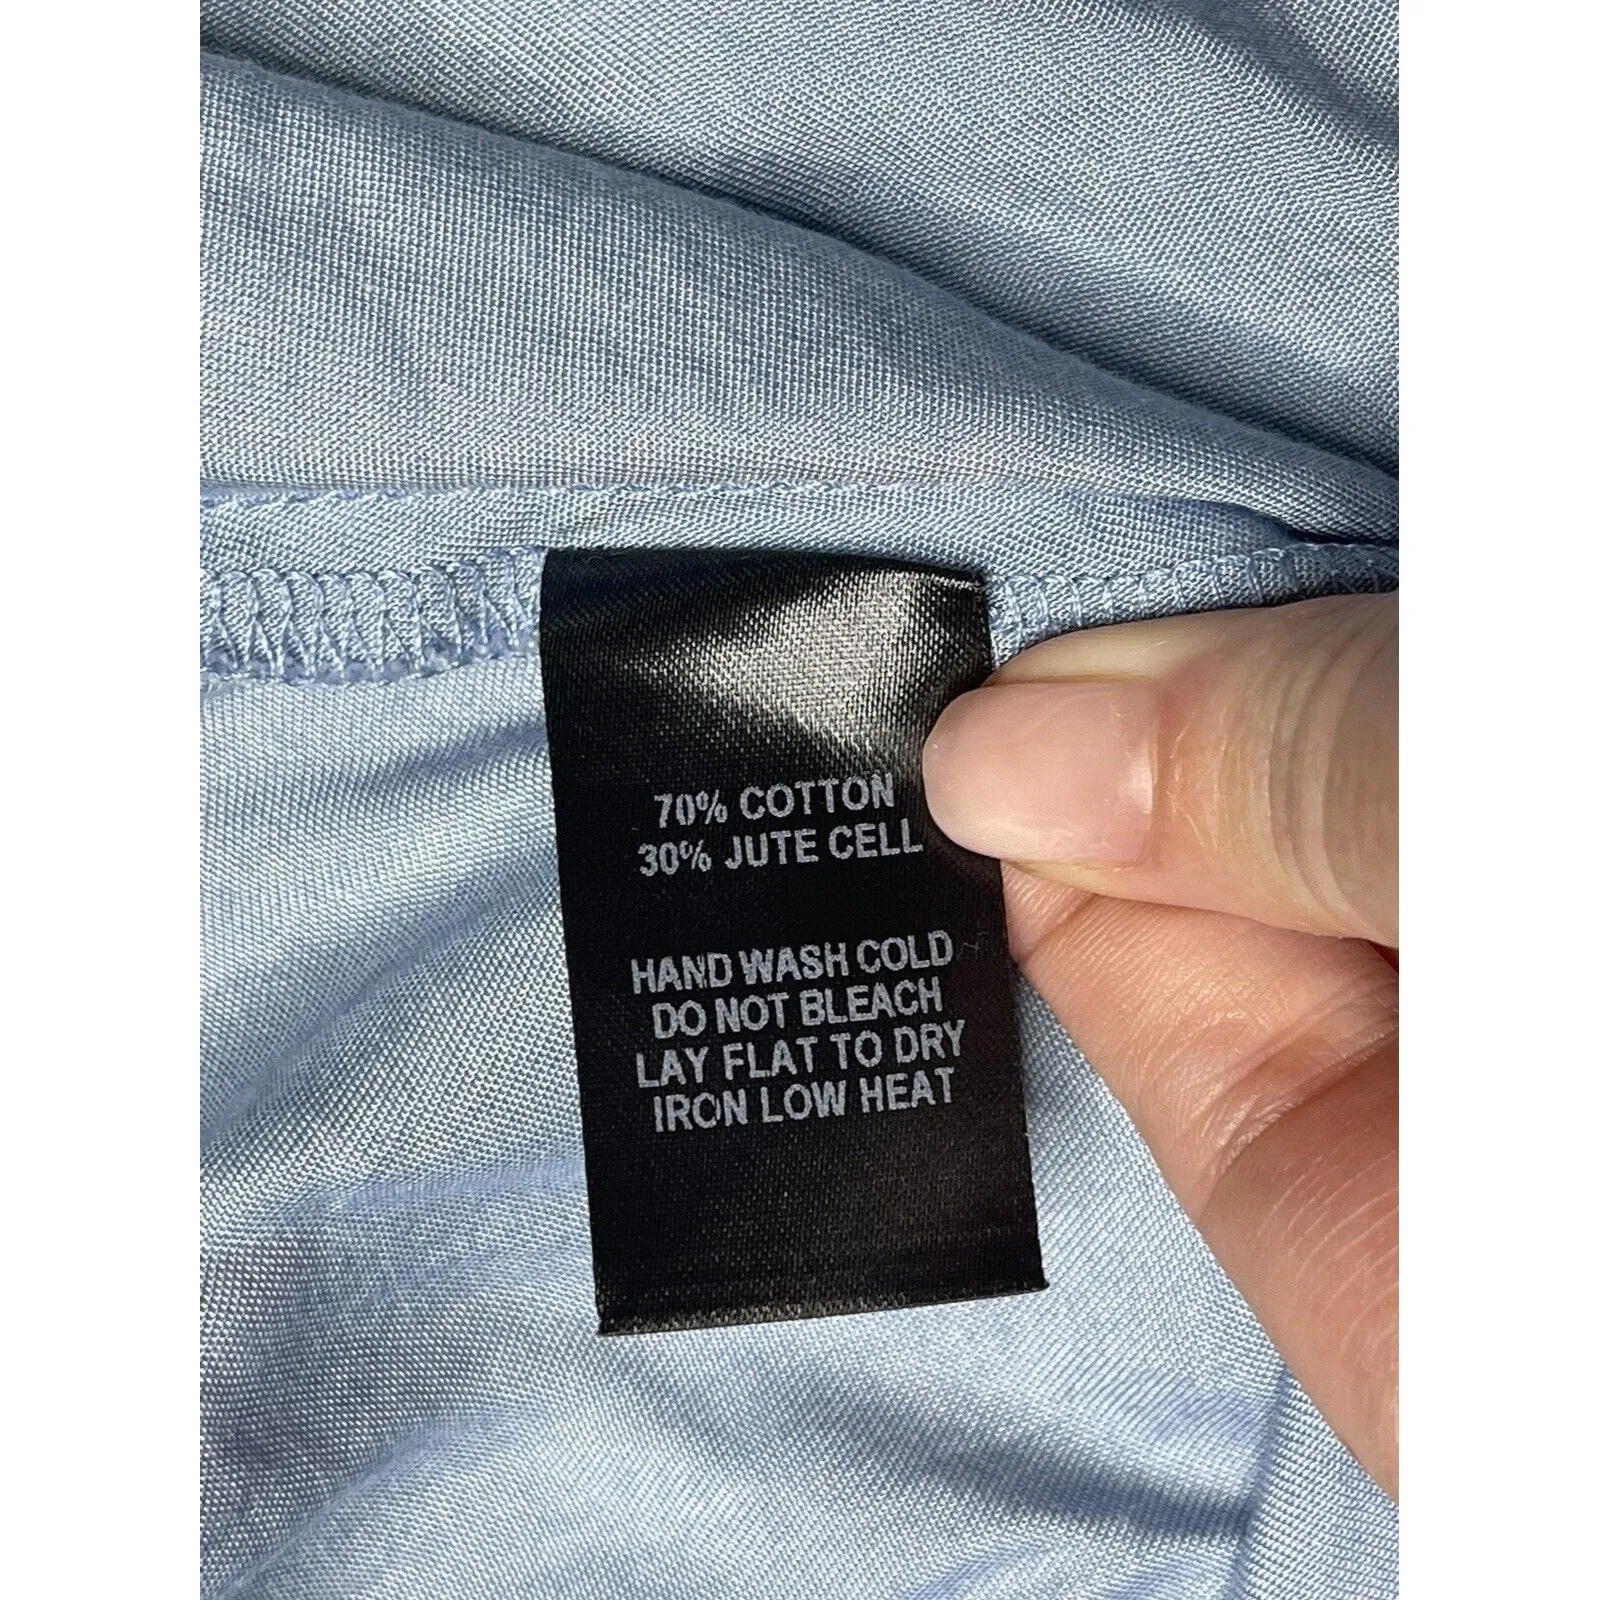 70% COTTON
30% JUTE CELL
HAND WASH COLD
DO NOT BLEACH
LAY FLAT TO DRY
IRON LOW HEAT